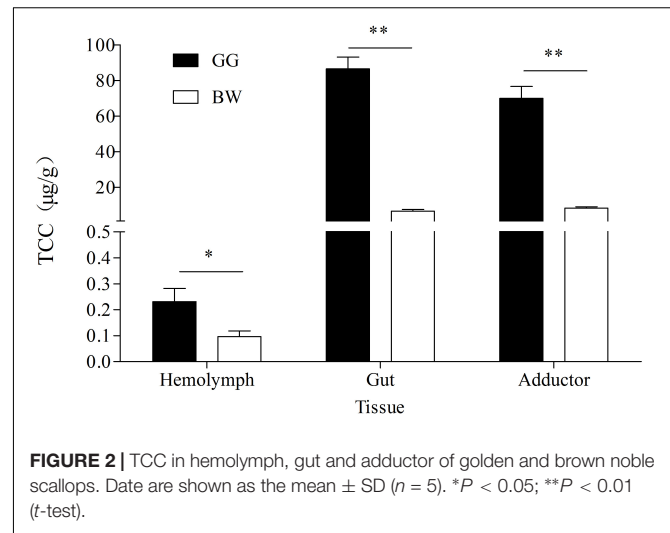 100
80
60
40
20
0.5
0.4
0.3
0.2
0.1
0.0
TCC (μg/g)
GG
BW
*
**
**
Hemolymph Gut Adductor
Tissue
FIGURE 2 | TCC in hemolymph, gut and adductor of golden and brown noble
scallops. Date are shown as the mean ± SD (n = 5). *P < 0.05; **P < 0.01
(t-test).